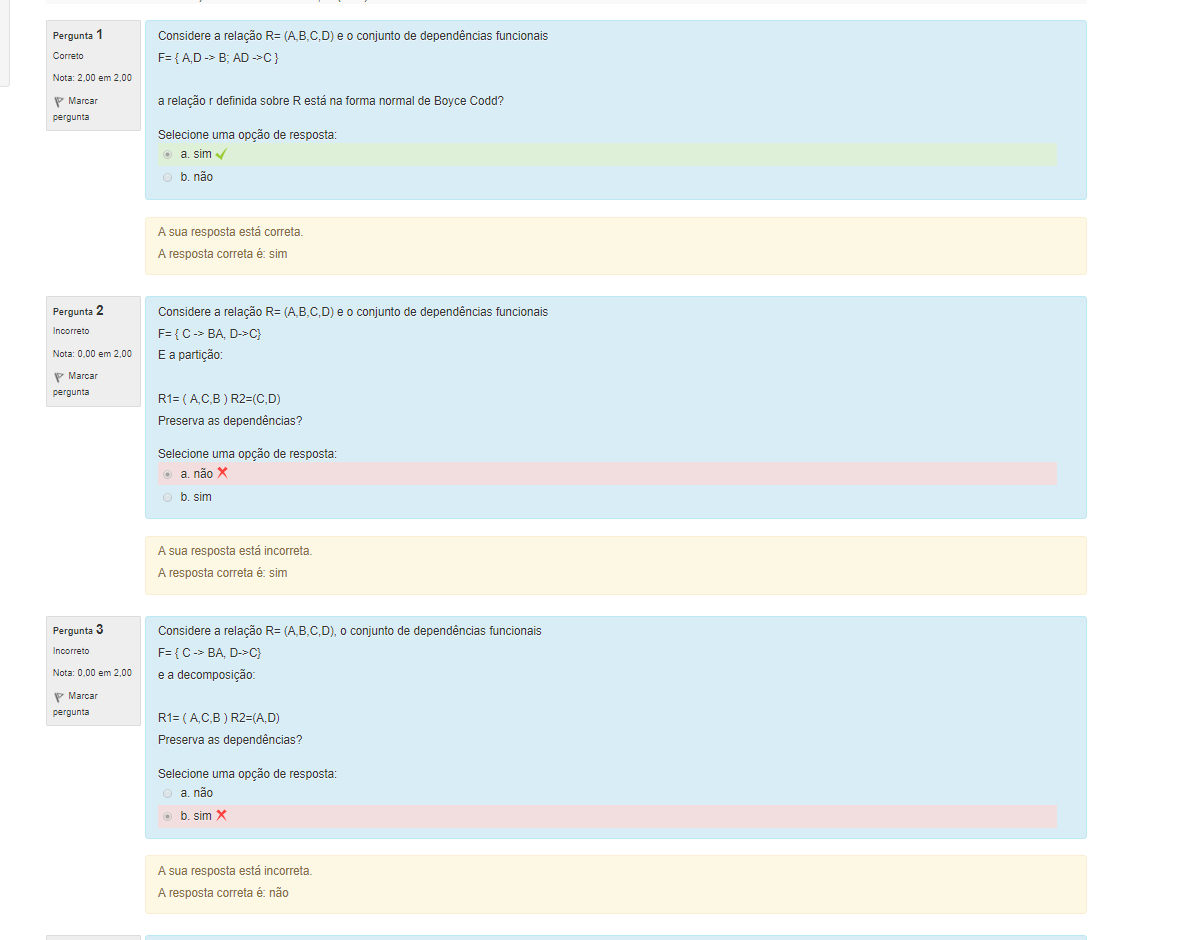 Pergunta 1
Correto
Nota: 2,00 em 2,00
Marcar
pergunta
Considere a relação R= (A,B,C,D) e o conjunto de dependências funcionais
F= { A,D -> B; AD ->C }
a relação r definida sobre R está na forma normal de Boyce Codd?
Selecione uma opção de resposta:
a. sim
b. não
A sua resposta está correta.
A resposta correta é: sim
Pergunta 2
Incorreto
Nota: 0,00 em 2,00
Marcar
pergunta
Considere a relação R= (A,B,C,D) e o conjunto de dependências funcionais
F= { C -> BA, D->C}
E a partição:
R1= ( A,C,B ) R2=(C,D)
Preserva as dependências?
Selecione uma opção de resposta:
a. não
b. sim
A sua resposta está incorreta.
A resposta correta é: sim
Pergunta 3
Incorreto
Nota: 0,00 em 2,00
Marcar
pergunta
Considere a relação R= (A,B,C,D), o conjunto de dependências funcionais
F= { C -> BA, D->C}
e a decomposição:
R1= ( A,C,B ) R2=(A,D)
Preserva as dependências?
Selecione uma opção de resposta:
a. não
b. sim
A sua resposta está incorreta.
A resposta correta é: não